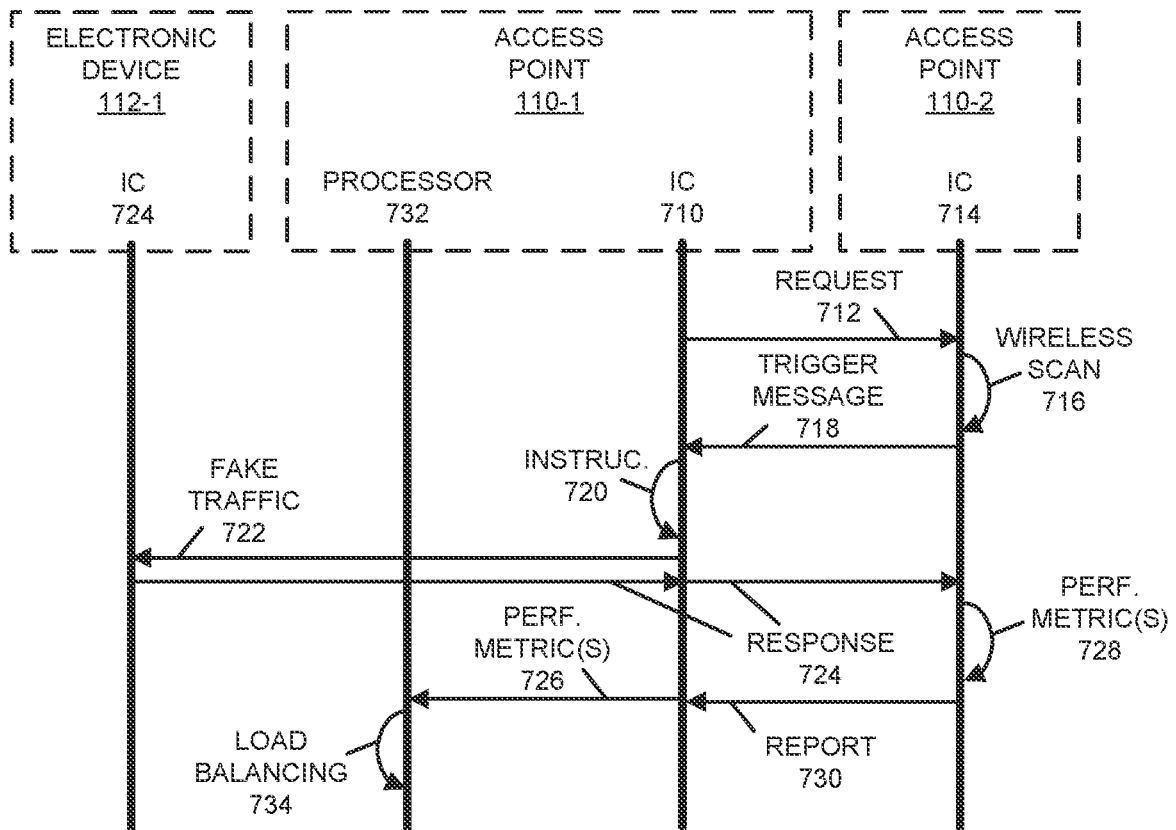 ELECTRONIC
DEVICE
112-1
ACCESS
POINT
110-1
ACCESS
POINT
110-2
IC
724
PROCESSOR
732
IC
710
IC
714
REQUEST
712
WIRELESS
SCAN
716
TRIGGER
MESSAGE
718
INSTRUC.
720
FAKE
TRAFFIC
722
PERF.
METRIC(S)
728
RESPONSE
724
PERF.
METRIC(S)
726
REPORT
730
LOAD
BALANCING
734